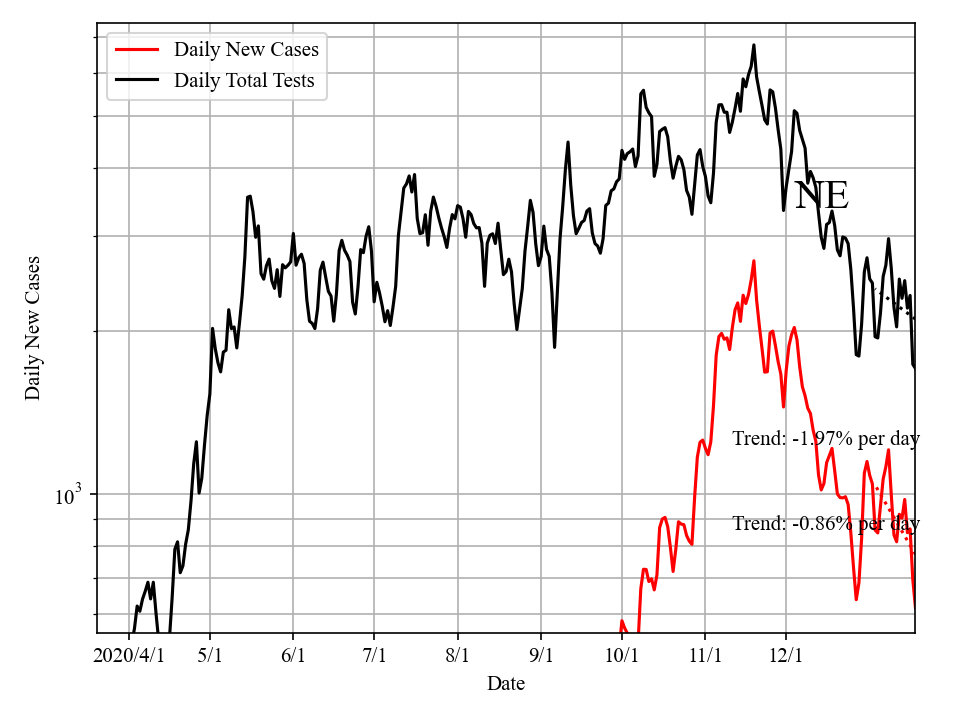 Daily New Cases
Daily Total Tests
NE
Trend: -1.97% per day
Trend: -0.86% per day
Daily New Cases
10³
2020/4/1 5/1 6/1 7/1 8/1 9/1 10/1 11/1 12/1
Date